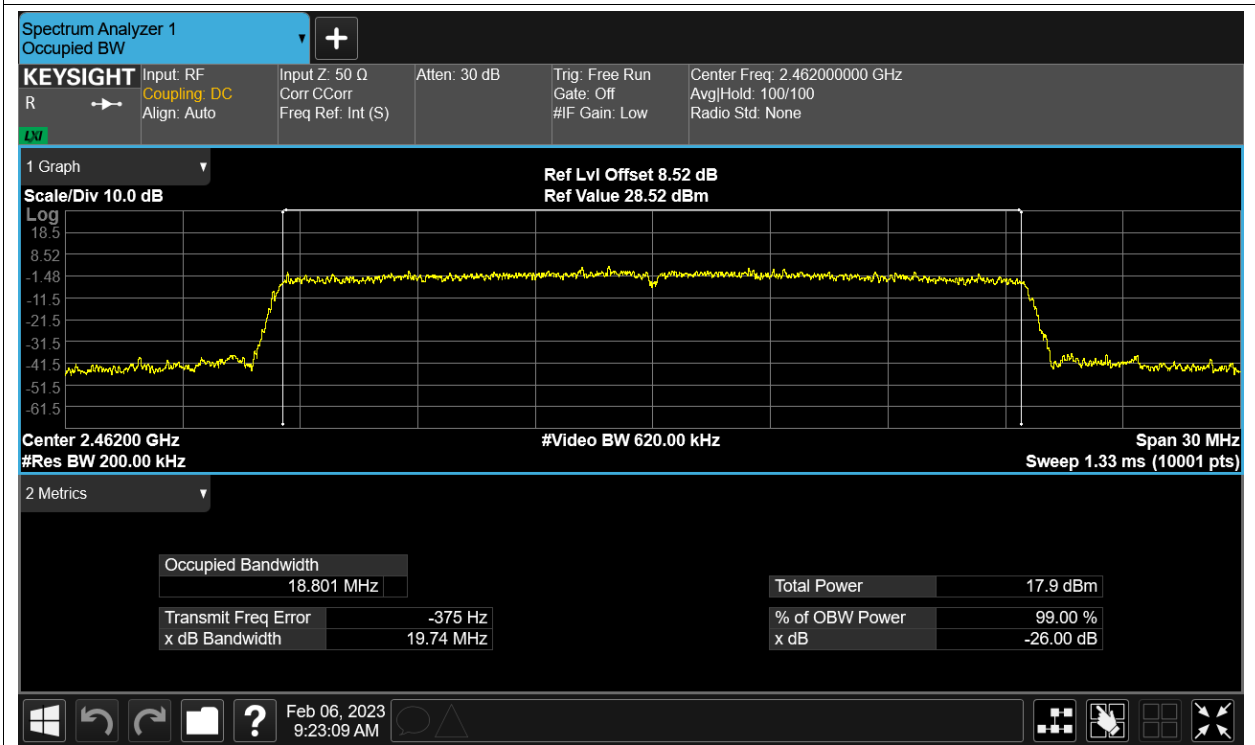 Spectrum Analyzer 1
Occupied BW
KEYSIGHT
R
LXI
Input: RF
Coupling: DC
Align: Auto
Input Z: 50 Ω
Corr CCorr
Freq Ref: Int (S)
Atten: 30 dB
Trig: Free Run
Gate: Off
#IF Gain: Low
Center Freq: 2.462000000 GHz
Avg|Hold: 100/100
Radio Std: None
1 Graph
Scale/Div 10.0 dB
Ref Lvl Offset 8.52 dB
Ref Value 28.52 dBm
Log
18.5
8.52
-1.48
-11.5
-21.5
-31.5
-41.5
-51.5
-61.5
Center 2.46200 GHz
#Video BW 620.00 kHz
Span 30 MHz
#Res BW 200.00 kHz
Sweep 1.33 ms (10001 pts)
2 Metrics
Occupied Bandwidth
18.801 MHz
Total Power 17.9 dBm
Transmit Freq Error -375 Hz
% of OBW Power 99.00 %
x dB Bandwidth 19.74 MHz
x dB -26.00 dB
?
Feb 06, 2023
9:23:09 AM